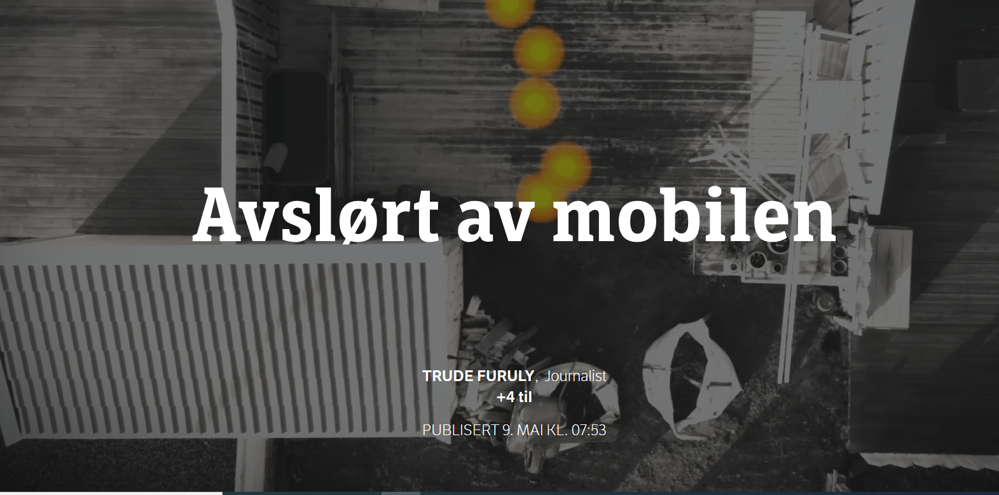 Avslørt av mobilen
TRUDE FURULY, Journalist
+4 til
PUBLISERT 9. MAI KL. 07:53